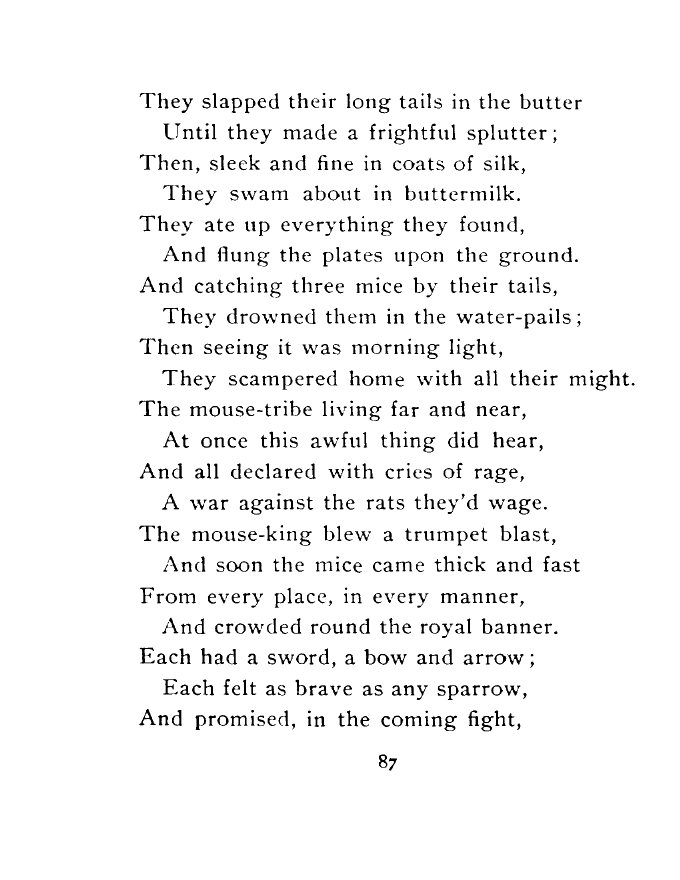 They slapped their long tails in the butter
Until they made a frightful splutter;
Then, sleek and fine in coats of silk,
They swam about in buttermilk.
They ate up everything they found,
And flung the plates upon the ground.
And catching three mice by their tails,
They drowned them in the water-pails;
Then seeing it was morning light,
They scampered home with all their might.
The mouse-tribe living far and near,
At once this awful thing did hear,
And all declared with cries of rage,
A war against the rats they'd wage.
The mouse-king blew a trumpet blast,
And soon the mice came thick and fast
From every place, in every manner,
And crowded round the royal banner.
Each had a sword, a bow and arrow;
Each felt as brave as any sparrow,
And promised, in the coming fight,
87